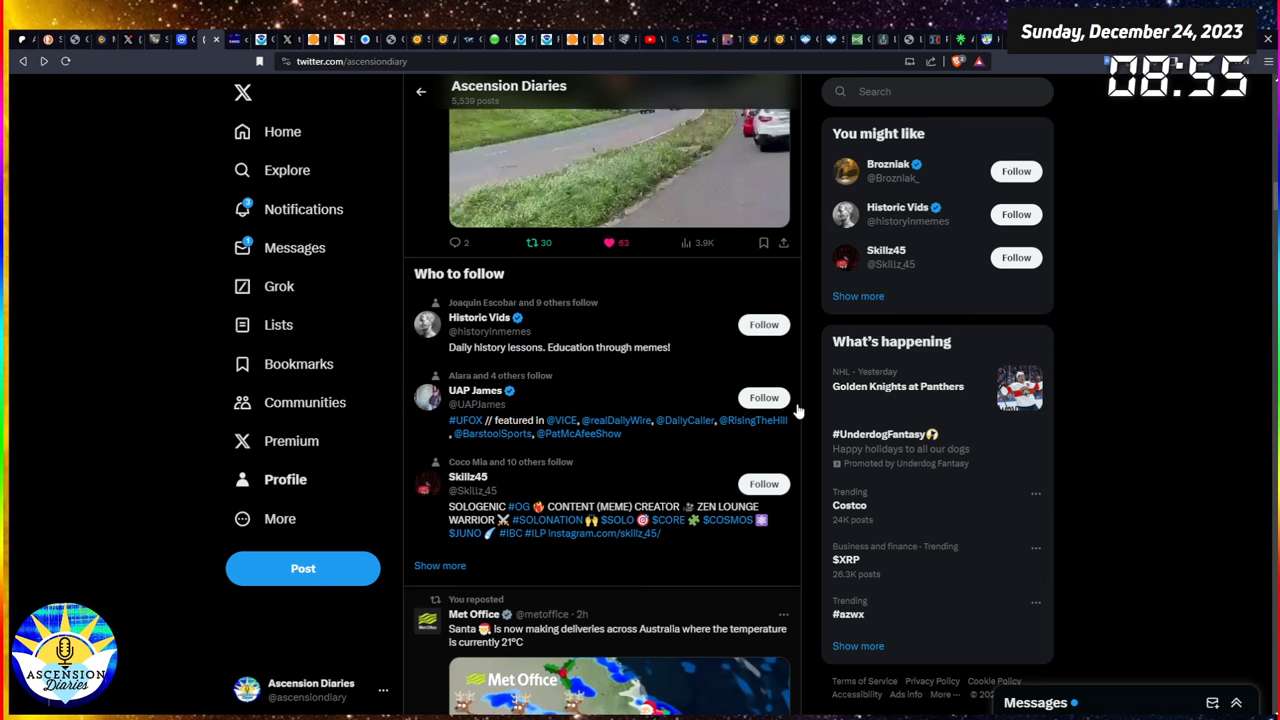 Sunday, December 24, 2023
08:55
twitter.com/ascensiondiary
Home
Explore
3
Notifications
1
Messages
Grok
Lists
Bookmarks
Communities
Premium
Profile
More
Post
Ascension Diaries
@ascensiondiary
ASCENSION
Diaries
Ascension Diaries
5,539 posts
2
30
63
3.9K
Who to follow
Joaquin Escobar and 9 others follow
Historic Vids
@historyinmemes
Follow
Daily history lessons. Education through memes!
Alara and 4 others follow
UAP James
@UAPJames
Follow
#UFOX // featured in @VICE, @realDailyWire, @DailyCaller, @RisingTheHill
, @BarstoolSports, @PatMcAfeeShow
Coco Mia and 10 others follow
Skillz45
@Skillz_45
Follow
SOLOGENIC #OG ❤️‍🔥 CONTENT (MEME) CREATOR 🎥 ZEN LOUNGE
WARRIOR ⚔️ #SOLONATION 🙌 $SOLO 🎯 $CORE 🧩 $COSMOS ⚛️
$JUNO ☄️ #IBC #ILP instagram.com/skillz_45/
Show more
You reposted
Met Office @metoffice · 2h
Santa 🎅 is now making deliveries across Australia where the temperature
is currently 21°C
Met Office
Search
You might like
Brozniak
@Brozniak_
Follow
Historic Vids
@historyinmemes
Follow
Skillz45
@Skillz_45
Follow
Show more
What's happening
NHL · Yesterday
Golden Knights at Panthers
#UnderdogFantasy
Happy holidays to all our dogs
Promoted by Underdog Fantasy
Trending
Costco
24K posts
Business and finance · Trending
$XRP
26.3K posts
Trending
#azwx
Show more
Terms of Service Privacy Policy Cookie Policy
Accessibility Ads info More ··· © 202
Messages